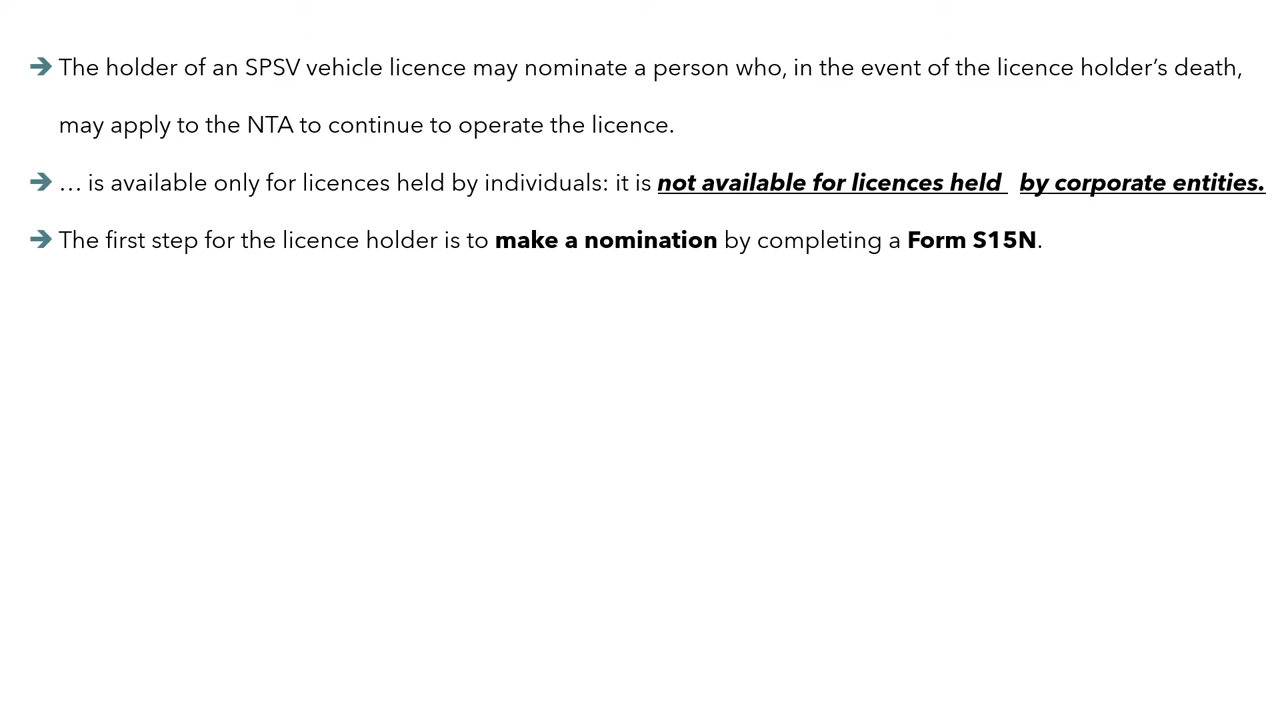 ➔ The holder of an SPSV vehicle licence may nominate a person who, in the event of the licence holder’s death,
may apply to the NTA to continue to operate the licence.
➔ … is available only for licences held by individuals: it is not available for licences held by corporate entities.
➔ The first step for the licence holder is to make a nomination by completing a Form S15N.